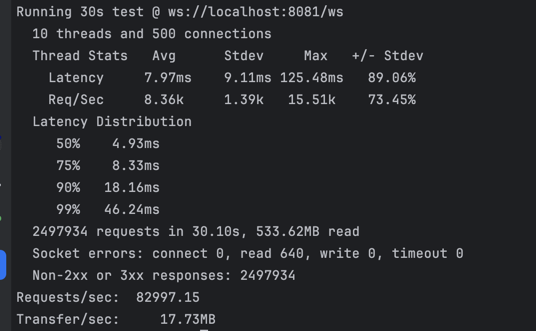 Running 30s test @ ws://localhost:8081/ws
10 threads and 500 connections
Thread Stats   Avg      Stdev     Max   +/- Stdev
Latency     7.97ms    9.11ms 125.48ms   89.06%
Req/Sec     8.36k     1.39k   15.51k    73.45%
Latency Distribution
50%    4.93ms
75%    8.33ms
90%   18.16ms
99%   46.24ms
2497934 requests in 30.10s, 533.62MB read
Socket errors: connect 0, read 640, write 0, timeout 0
Non-2xx or 3xx responses: 2497934
Requests/sec:  82997.15
Transfer/sec:     17.73MB